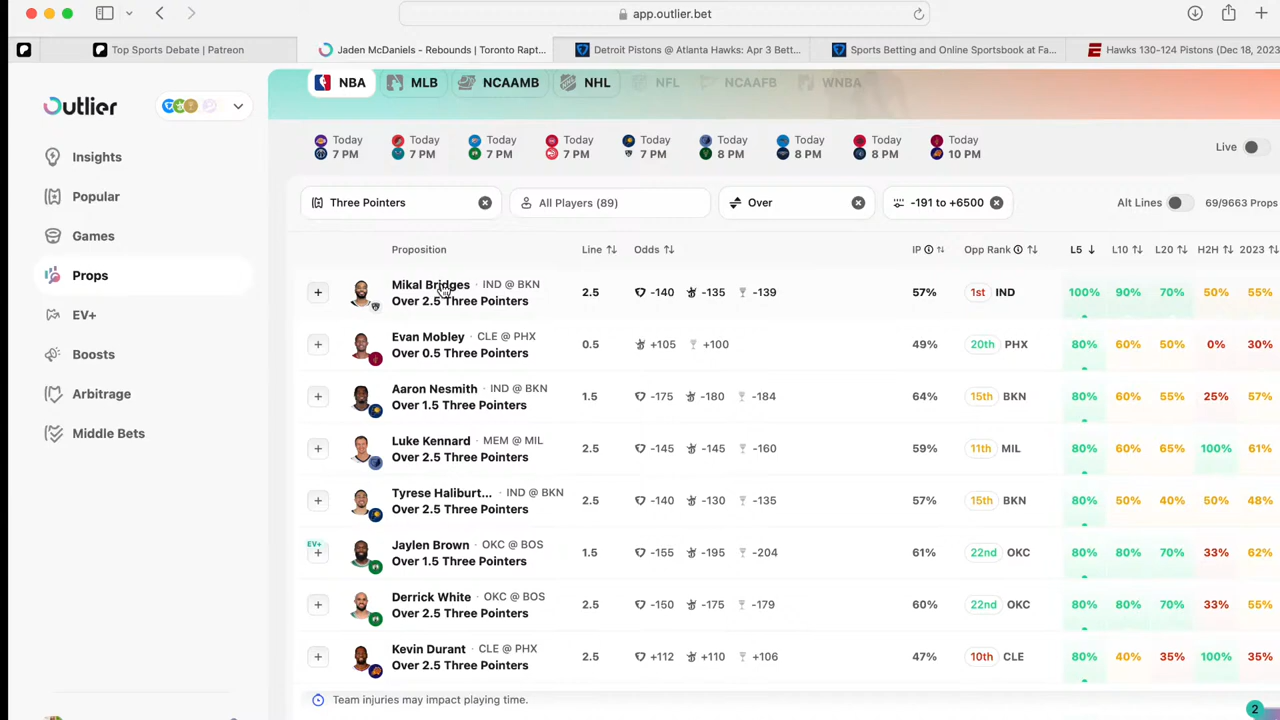 app.outlier.bet
Top Sports Debate | Patreon
Jaden McDaniels - Rebounds | Toronto Rapt...
Detroit Pistons @ Atlanta Hawks: Apr 3 Bett...
Sports Betting and Online Sportsbook at Fa...
Hawks 130-124 Pistons (Dec 18, 2023
Outlier
Insights
Popular
Games
Props
EV+
Boosts
Arbitrage
Middle Bets
NBA MLB NCAAMB NHL NFL NCAAFB WNBA
Today Today Today Today Today Today Today Today Today
7 PM 7 PM 7 PM 7 PM 7 PM 8 PM 8 PM 8 PM 10 PM
Live
Three Pointers All Players (89) Over -191 to +6500 Alt Lines 69/9663 Props
Proposition Line Odds IP Opp Rank L5 L10 L20 H2H 2023
Mikal Bridges · IND @ BKN
Over 2.5 Three Pointers 2.5 -140 -135 -139 57% 1st IND 100% 90% 70% 50% 55%
Evan Mobley · CLE @ PHX
Over 0.5 Three Pointers 0.5 +105 +100 49% 20th PHX 80% 60% 50% 0% 30%
Aaron Nesmith · IND @ BKN
Over 1.5 Three Pointers 1.5 -175 -180 -184 64% 15th BKN 80% 60% 55% 25% 57%
Luke Kennard · MEM @ MIL
Over 2.5 Three Pointers 2.5 -145 -145 -160 59% 11th MIL 80% 60% 65% 100% 61%
Tyrese Haliburt... · IND @ BKN
Over 2.5 Three Pointers 2.5 -140 -130 -135 57% 15th BKN 80% 50% 40% 50% 48%
EV+
Jaylen Brown · OKC @ BOS
Over 1.5 Three Pointers 1.5 -155 -195 -204 61% 22nd OKC 80% 80% 70% 33% 62%
Derrick White · OKC @ BOS
Over 2.5 Three Pointers 2.5 -150 -175 -179 60% 22nd OKC 80% 80% 70% 33% 55%
Kevin Durant · CLE @ PHX
Over 2.5 Three Pointers 2.5 +112 +110 +106 47% 10th CLE 80% 40% 35% 100% 35%
Team injuries may impact playing time.
2